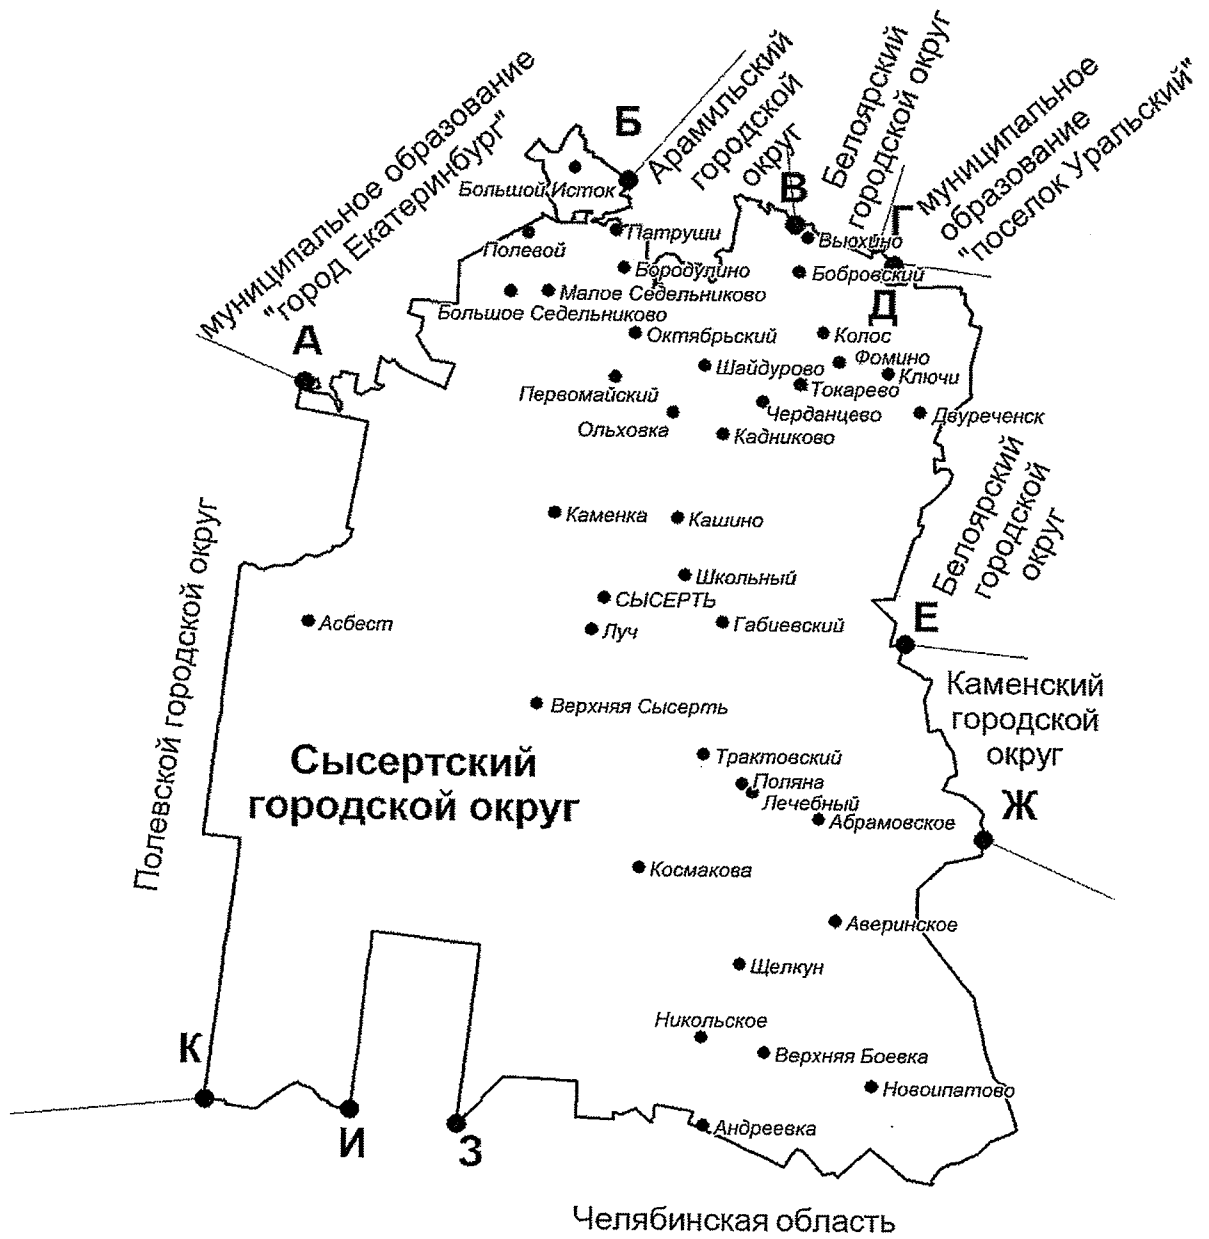 муниципальное образование
"город Екатеринбург"
Арамильский
городской
округ
Белоярский
городской округ
муниципальное
образование
"поселок Уральский"
Б
В
Г
Большой Исток
Полевой
Патруши
Вьюхино
Бородулино
Бобровский
Малое Седельниково
Большое Седельниково
Д
А
Октябрьский
Колос
Фомино
Шайдурово
Ключи
Первомайский
Токарево
Черданцево
Двуреченск
Ольховка
Кадниково
Белоярский
городской
округ
Каменка
Кашино
Школьный
СЫСЕРТЬ
Асбест
Луч
Габиевский
Е
Полевской городской округ
Каменский
городской
округ
Верхняя Сысерть
Сысертский
городской округ
Трактовский
Поляна
Лечебный
Абрамовское
Ж
Космакова
Аверинское
Щелкун
Никольское
Верхняя Боевка
Новоипатово
К
И
З
Андреевка
Челябинская область